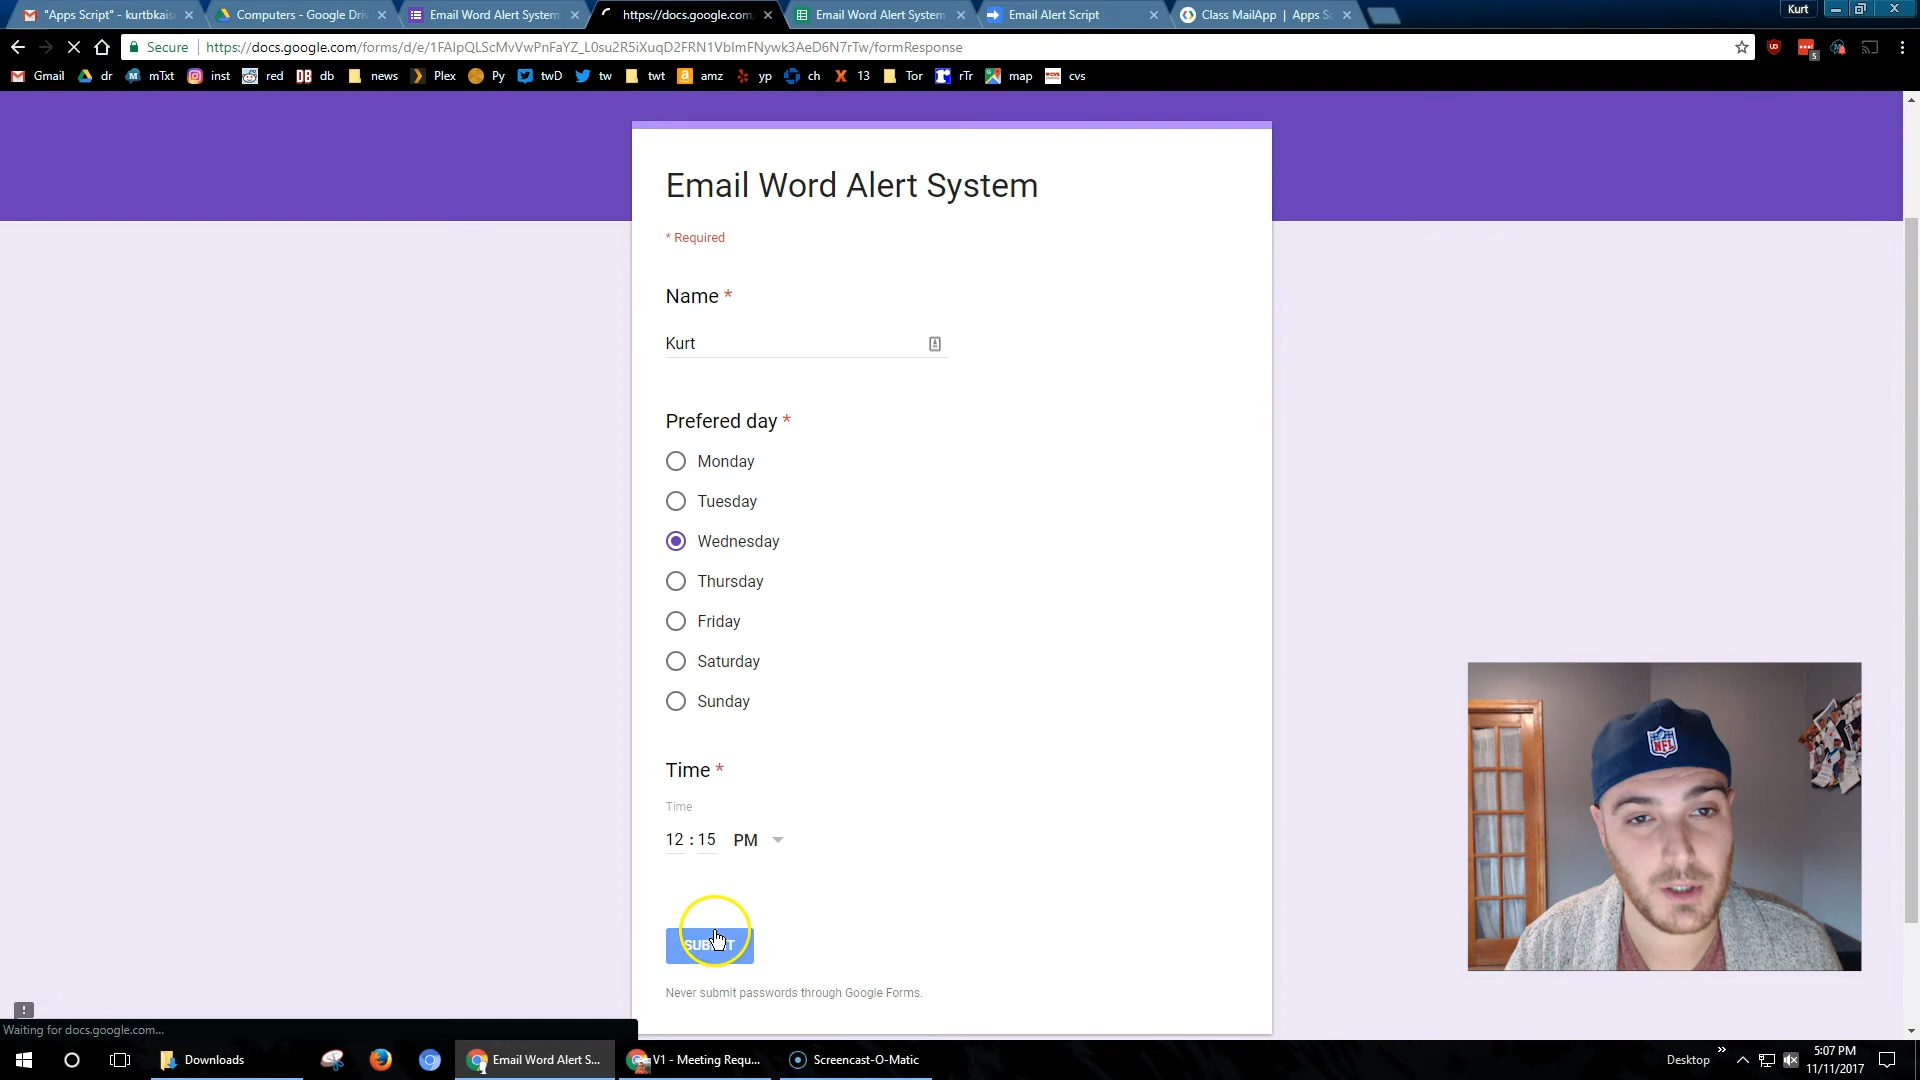 "Apps Script" - kurtbkais
Computers - Google Driv
Email Word Alert System
https://docs.google.com
Email Word Alert System
Email Alert Script
Class MailApp | Apps Sc
Kurt
Secure
https://docs.google.com/forms/d/e/1FAIpQLScMvVwPnFaYZ_L0su2R5iXuqD2FRN1VbImFNywk3AeD6N7rTw/formResponse
5
Gmail dr mTxt inst red DB db news Plex Py twD tw twt amz yp ch X 13 Tor rTr map cvs
Email Word Alert System
* Required
Name *
Kurt
Prefered day *
Monday
Tuesday
Wednesday
Thursday
Friday
Saturday
Sunday
Time *
Time
12 : 15 PM
SUBMIT
Never submit passwords through Google Forms.
NFL
Waiting for docs.google.com...
Downloads
Email Word Alert S...
V1 - Meeting Requ...
Screencast-O-Matic
Desktop
5:07 PM
11/11/2017